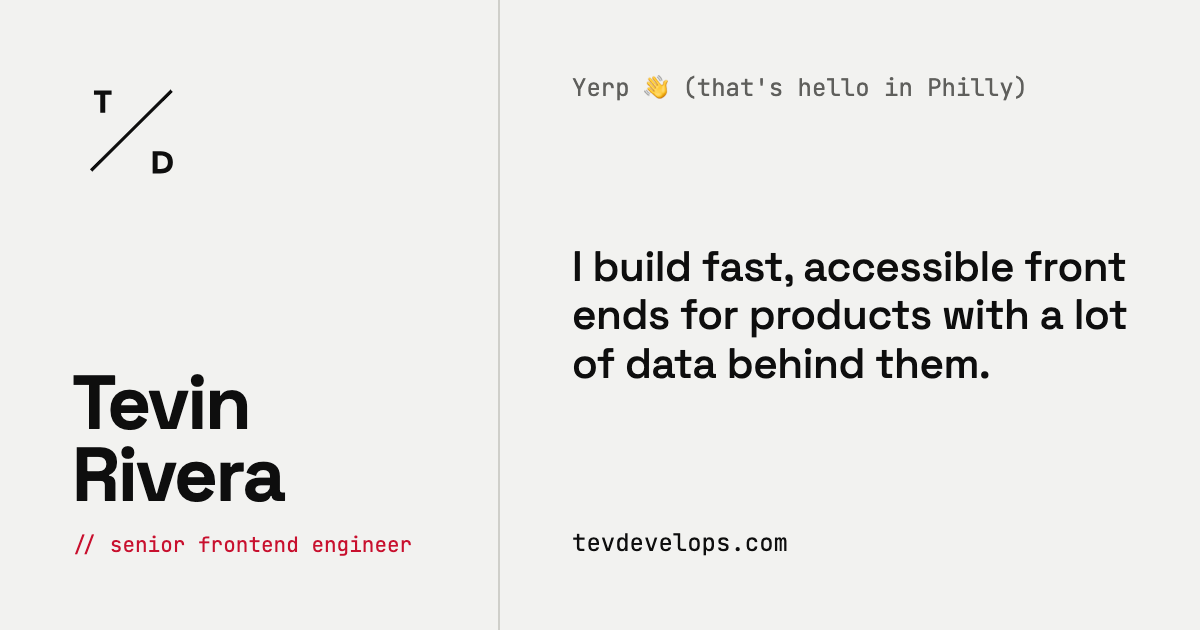 T
D
Tevin
Rivera
// senior frontend engineer
Yerp 👋 (that's hello in Philly)
I build fast, accessible front
ends for products with a lot
of data behind them.
tevdevelops.com